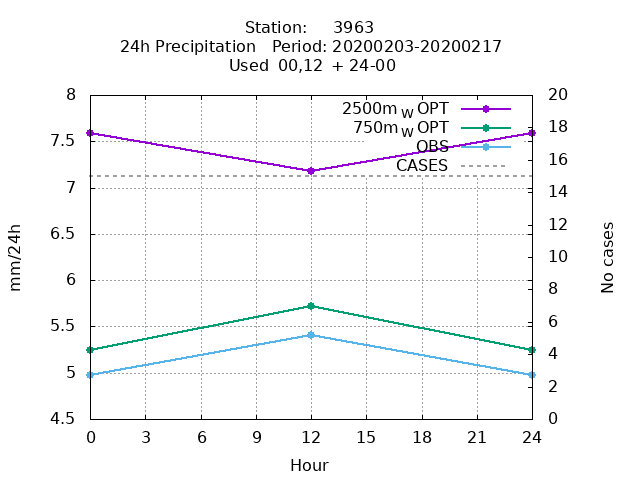 Station: 3963
24h Precipitation Period: 20200203-20200217
Used 00,12 + 24-00
8
7.5
7
6.5
6
5.5
5
4.5
mm/24h
2500m W OPT
750m W OPT
OBS
CASES
20
18
16
14
12
10
8
6
4
2
0
No cases
0 3 6 9 12 15 18 21 24
Hour